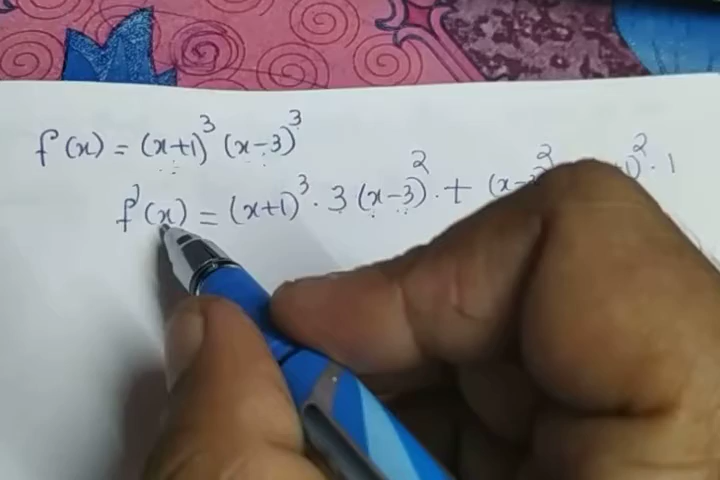 f(x) = (x+1)³ (x-3)³
f'(x) = (x+1)³ · 3 (x-3)² · + (x-